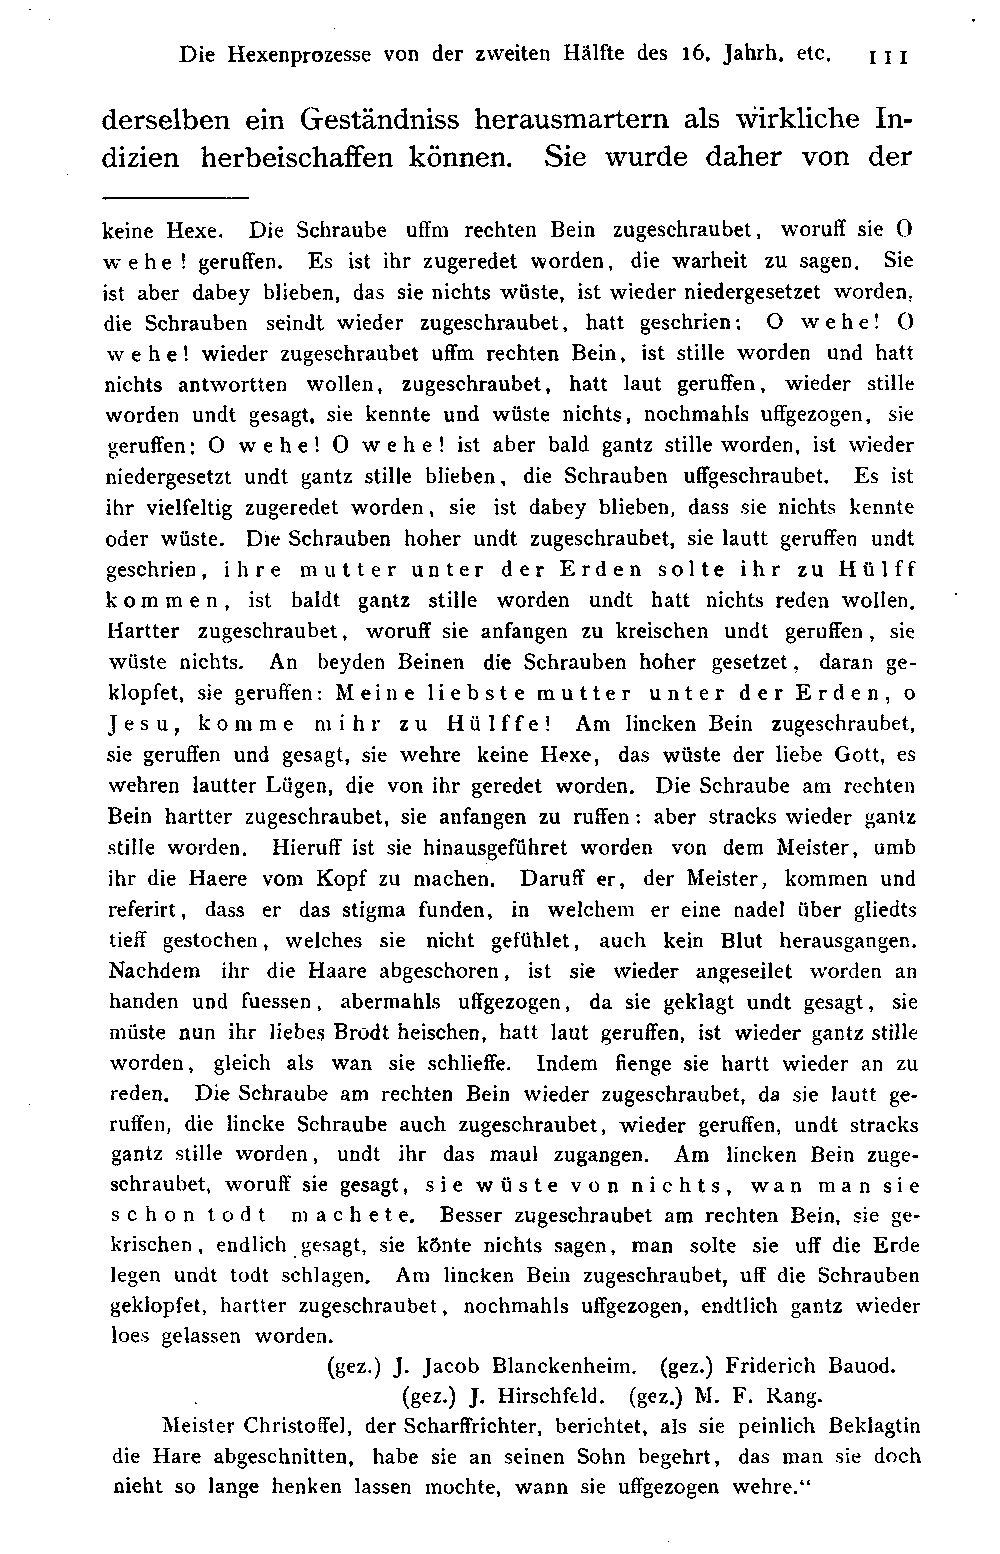 Die Hexenprozesse von der zweiten Hälfte des 16. Jahrh. etc. 111
derselben ein Geständniss herausmartern als wirkliche In-
dizien herbeischaffen können. Sie wurde daher von der
keine Hexe. Die Schraube uffm rechten Bein zugeschraubet, woruff sie O
wehe! geruffen. Es ist ihr zugeredet worden, die warheit zu sagen. Sie
ist aber dabey blieben, das sie nichts wüste, ist wieder niedergesetzet worden,
die Schrauben seindt wieder zugeschraubet, hatt geschrien: O wehe! O
wehe! wieder zugeschraubet uffm rechten Bein, ist stille worden und hatt
nichts antwortten wollen, zugeschraubet, hatt laut geruffen, wieder stille
worden undt gesagt, sie kennte und wüste nichts, nochmahls uffgezogen, sie
geruffen: O wehe! O wehe! ist aber bald gantz stille worden, ist wieder
niedergesetzt undt gantz stille blieben, die Schrauben uffgeschraubet. Es ist
ihr vielfeltig zugeredet worden, sie ist dabey blieben, dass sie nichts kennte
oder wüste. Die Schrauben hoher undt zugeschraubet, sie lautt geruffen undt
geschrien, ihre mutter unter der Erden solte ihr zu Hülff
kommen, ist baldt gantz stille worden undt hatt nichts reden wollen.
Hartter zugeschraubet, woruff sie anfangen zu kreischen undt geruffen, sie
wüste nichts. An beyden Beinen die Schrauben hoher gesetzet, daran ge-
klopfet, sie geruffen: Meine liebste mutter unter der Erden, o
Jesu, komme mihr zu Hülffe! Am lincken Bein zugeschraubet,
sie geruffen und gesagt, sie wehre keine Hexe, das wüste der liebe Gott, es
wehren lautter Lügen, die von ihr geredet worden. Die Schraube am rechten
Bein hartter zugeschraubet, sie anfangen zu ruffen: aber stracks wieder gantz
stille worden. Hieruff ist sie hinausgeführet worden von dem Meister, umb
ihr die Haere vom Kopf zu machen. Daruff er, der Meister, kommen und
referirt, dass er das stigma funden, in welchem er eine nadel über gliedts
tieff gestochen, welches sie nicht gefühlet, auch kein Blut herausgangen.
Nachdem ihr die Haare abgeschoren, ist sie wieder angeseilet worden an
handen und fuessen, abermahls uffgezogen, da sie geklagt undt gesagt, sie
müste nun ihr liebes Brodt heischen, hatt laut geruffen, ist wieder gantz stille
worden, gleich als wan sie schlieffe. Indem fienge sie hartt wieder an zu
reden. Die Schraube am rechten Bein wieder zugeschraubet, da sie lautt ge-
ruffen, die lincke Schraube auch zugeschraubet, wieder geruffen, undt stracks
gantz stille worden, undt ihr das maul zugangen. Am lincken Bein zuge-
schraubet, woruff sie gesagt, sie wüste von nichts, wan man sie
schon todt machete. Besser zugeschraubet am rechten Bein, sie ge-
krischen, endlich gesagt, sie könte nichts sagen, man solte sie uff die Erde
legen undt todt schlagen. Am lincken Bein zugeschraubet, uff die Schrauben
geklopfet, hartter zugeschraubet, nochmahls uffgezogen, endtlich gantz wieder
loes gelassen worden.
(gez.) J. Jacob Blanckenheim. (gez.) Friderich Bauod.
(gez.) J. Hirschfeld. (gez.) M. F. Rang.
Meister Christoffel, der Scharffrichter, berichtet, als sie peinlich Beklagtin
die Hare abgeschnitten, habe sie an seinen Sohn begehrt, das man sie doch
nieht so lange henken lassen mochte, wann sie uffgezogen wehre.“